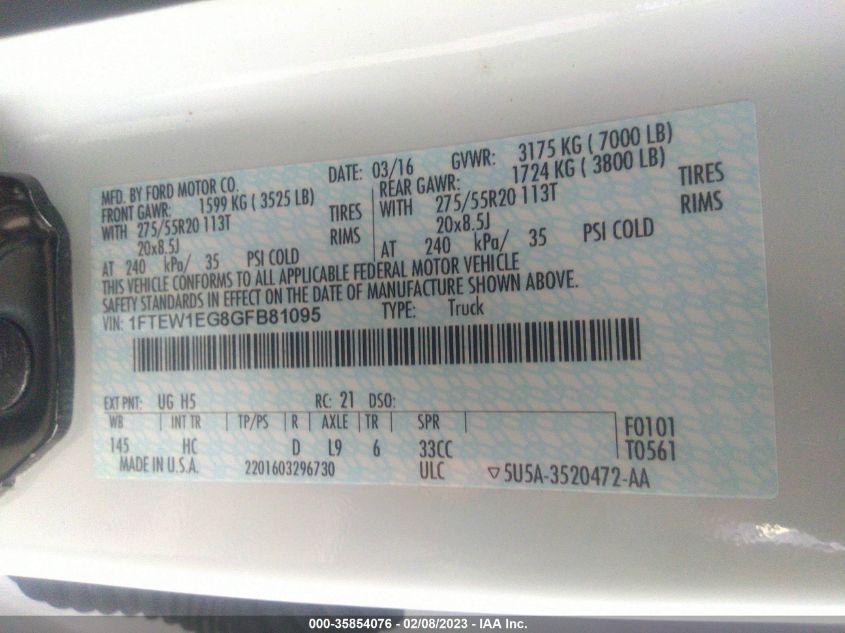 MFD. BY FORD MOTOR CO. DATE: 03/16 GVWR: 3175 KG ( 7000 LB)
FRONT GAWR: 1599 KG ( 3525 LB) REAR GAWR: 1724 KG ( 3800 LB)
WITH 275/55R20 113T TIRES WITH 275/55R20 113T TIRES
20x8.5J RIMS 20x8.5J RIMS
AT 240 kPa/ 35 PSI COLD AT 240 kPa/ 35 PSI COLD
THIS VEHICLE CONFORMS TO ALL APPLICABLE FEDERAL MOTOR VEHICLE
SAFETY STANDARDS IN EFFECT ON THE DATE OF MANUFACTURE SHOWN ABOVE.
VIN: 1FTEW1EG8GFB81095 TYPE: Truck
EXT PNT: UG H5 RC: 21 DSO:
WB INT TR TP/PS R AXLE TR SPR F0101
145 HC D L9 6 33CC T0561
MADE IN U.S.A. 2201603296730 ULC ▽5U5A-3520472-AA
000-35854076 - 02/08/2023 - IAA Inc.